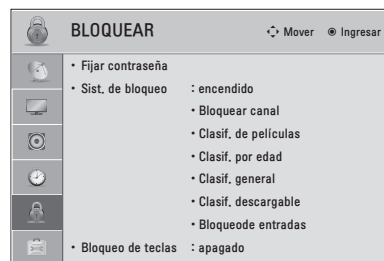 BLOQUEAR Mover Ingresar
• Fijar contraseña
• Sist. de bloqueo : encendido
• Bloquear canal
• Clasif. de películas
• Clasif. por edad
• Clasif. general
• Clasif. descargable
• Bloqueode entradas
• Bloqueo de teclas : apagado